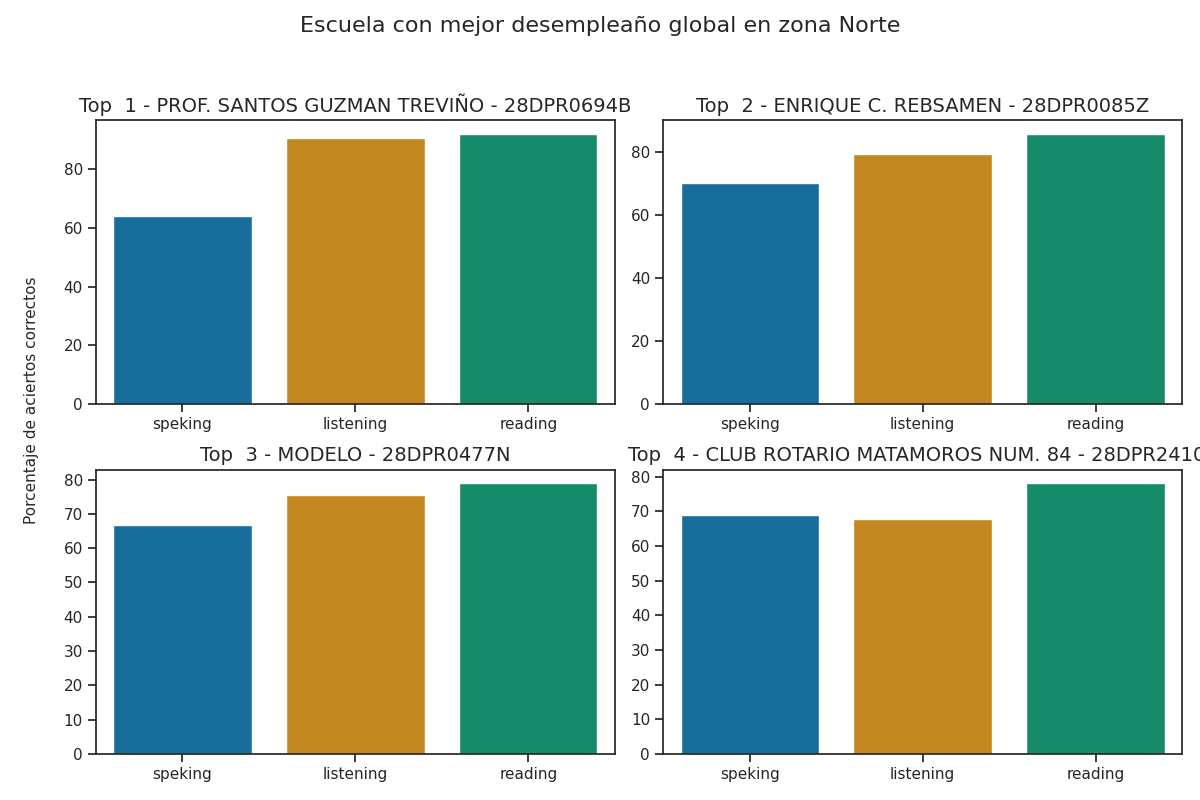 Escuela con mejor desempleaño global en zona Norte
Porcentaje de aciertos correctos
Top 1 - PROF. SANTOS GUZMAN TREVIÑO - 28DPR0694B
80
60
40
20
0
speking listening reading
Top 2 - ENRIQUE C. REBSAMEN - 28DPR0085Z
80
60
40
20
0
speking listening reading
Top 3 - MODELO - 28DPR0477N
80
70
60
50
40
30
20
10
0
speking listening reading
Top 4 - CLUB ROTARIO MATAMOROS NUM. 84 - 28DPR2410
80
70
60
50
40
30
20
10
0
speking listening reading